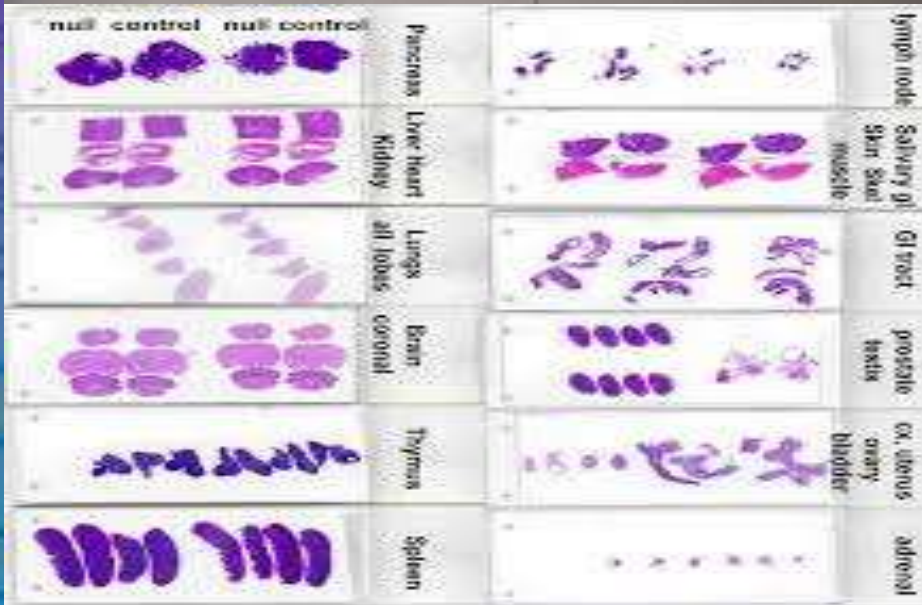 null control null control
Pancreas
Liver heart
Kidney
Lungs
all lobes
Brain
coronal
Thymus
Spleen
lymph node
Salivary gl
Skin Skel
muscle
GI tract
prostate
testis
cx. uterus
ovary
bladder
adrenal